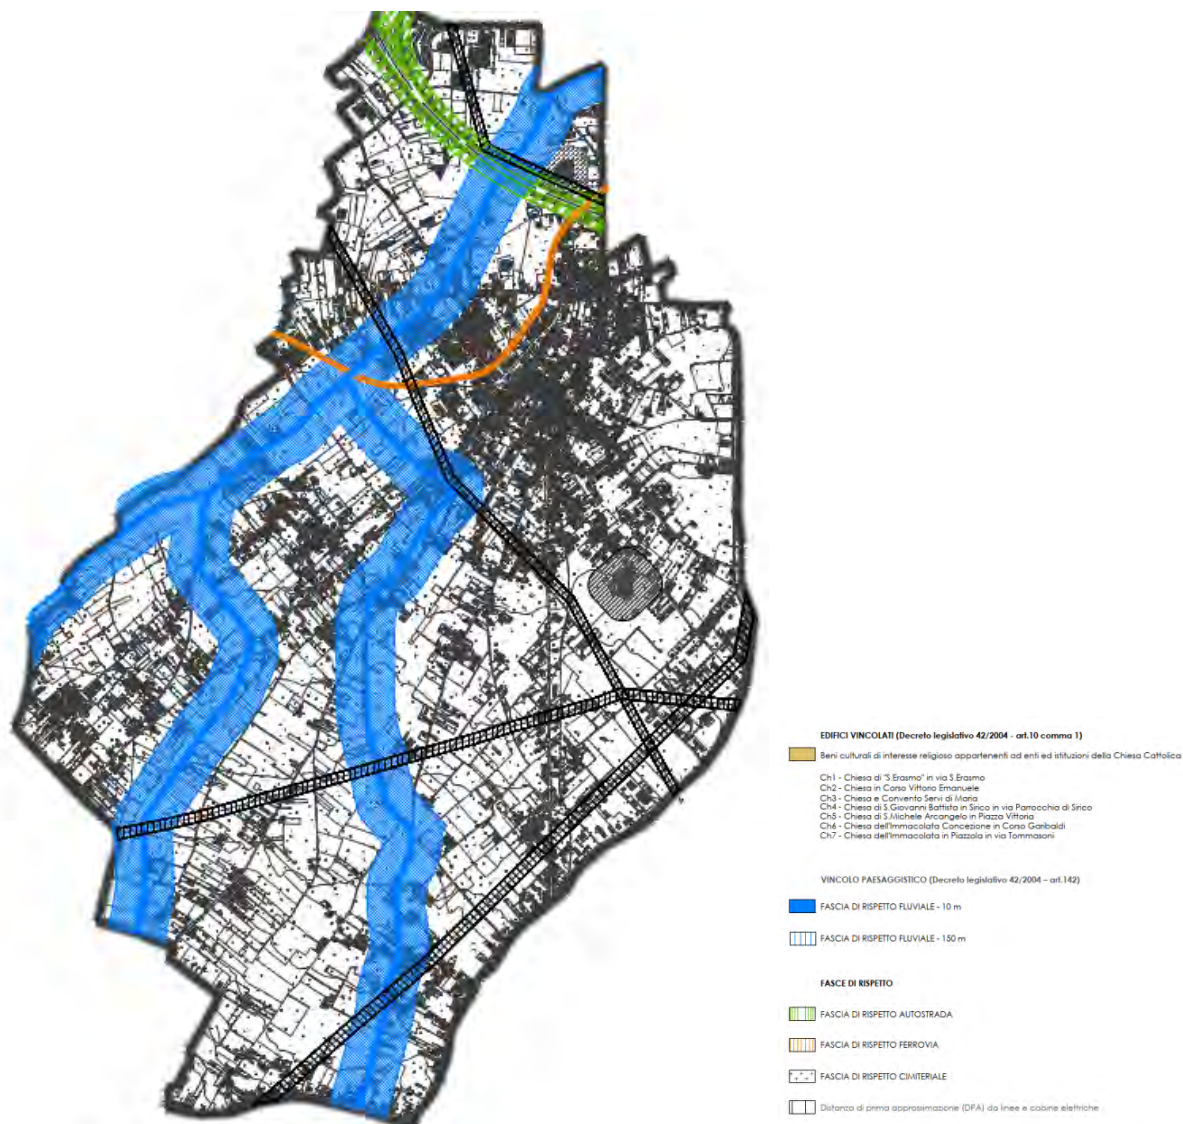 EDIFICI VINCOLATI (Decreto legislativo 42/2004 - art.10 comma 1)
Beni culturali di interesse religioso appartenenti ad enti ed istituzioni della Chiesa Cattolica
Ch1 - Chiesa di "S.Erasmo" in via S.Erasmo
Ch2 - Chiesa in Corso Vittorio Emanuele
Ch3 - Chiesa e Convento Servi di Maria
Ch4 - Chiesa di S.Giovanni Battista in Sirico in via Parrocchia di Sirico
Ch5 - Chiesa di S.Michele Arcangelo in Piazza Vittoria
Ch6 - Chiesa dell'Immacolata Concezione in Corso Garibaldi
Ch7 - Chiesa dell'Immacolata in Piazzola in via Tommasoni
VINCOLO PAESAGGISTICO (Decreto legislativo 42/2004 - art.142)
FASCIA DI RISPETTO FLUVIALE - 10 m
FASCIA DI RISPETTO FLUVIALE - 150 m
FASCE DI RISPETTO
FASCIA DI RISPETTO AUTOSTRADA
FASCIA DI RISPETTO FERROVIA
FASCIA DI RISPETTO CIMITERIALE
Distanza di prima approssimazione (DPA) da linee e cabine elettriche